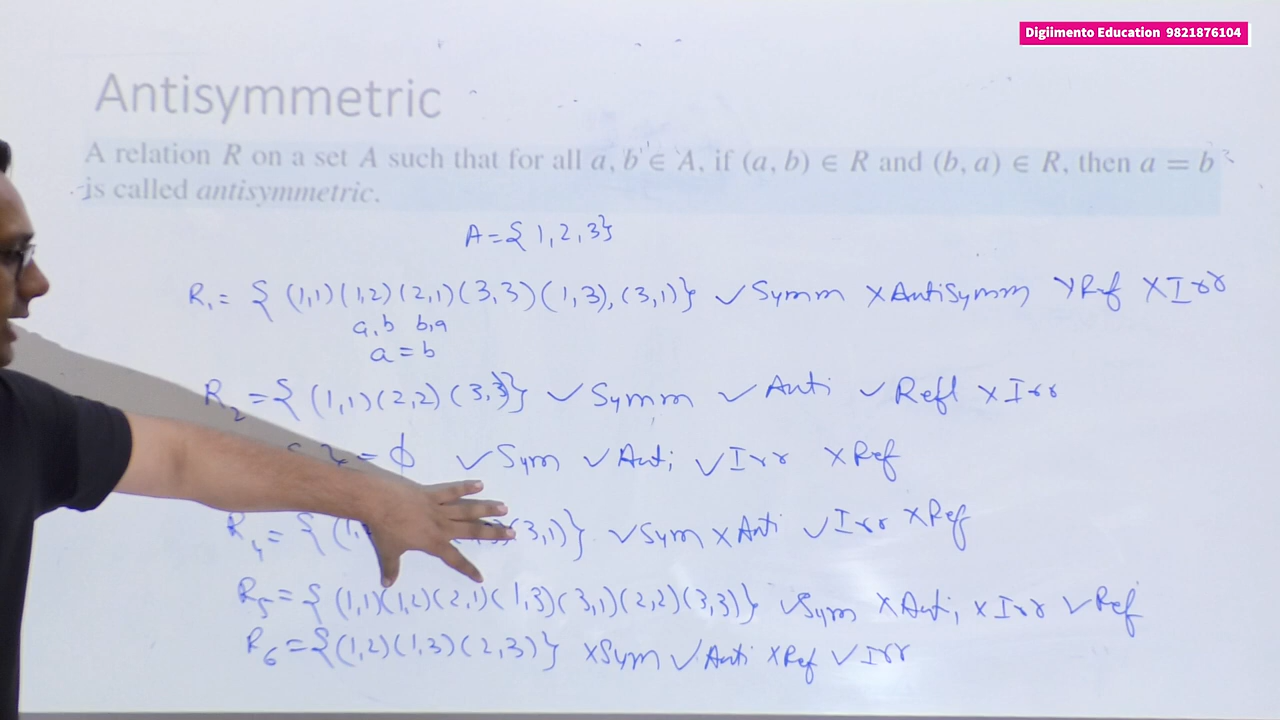 Digiimento Education 9821876104
Antisymmetric
A relation R on a set A such that for all a, b ∈ A, if (a, b) ∈ R and (b, a) ∈ R, then a = b
is called antisymmetric.
A = { 1, 2, 3}
R1 = { (1,1) (1,2) (2,1) (3,3) (1,3), (3,1)} ✓Symm ×AntiSymm ×Ref ×Irr
a,b b,a
a = b
R2 = { (1,1) (2,2) (3,3)} ✓Symm ✓Anti ✓Refl ×Irr
= ϕ ✓Sym ✓Anti ✓Irr ×Ref
R4 = { (1, (3,1)} ✓Sym ×Anti ✓Irr ×Ref
R5 = { (1,1) (1,2) (2,1) (1,3) (3,1) (2,2) (3,3)} ✓Sym ×Anti, ×Irr ✓Ref
R6 = {(1,2) (1,3) (2,3)} ×Sym ✓Anti ×Ref ✓Irr